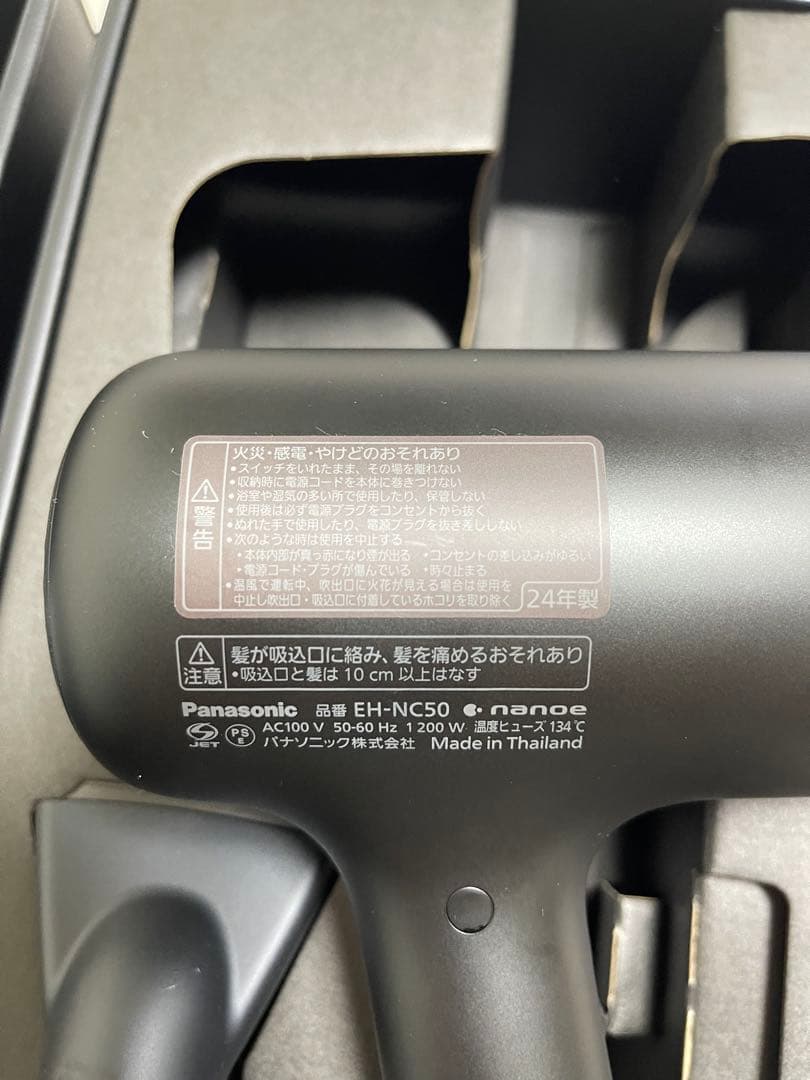 警告
火災・感電・やけどのおそれあり
•スイッチをいれたまま、その場を離れない
•収納時に電源コードを本体に巻きつけない
•浴室や湿気の多い所で使用したり、保管しない
•使用後は必ず電源プラグをコンセントから抜く
•ぬれた手で使用したり、電源プラグを抜き差ししない
•次のような時は使用を中止する
•本体内部が真っ赤になり煙が出る •コンセントの差し込みがゆるい
•電源コード・プラグが傷んでいる •時々止まる
•温風で運転中、吹出口に火花が見える場合は使用を
中止し吹出口・吸込口に付着しているホコリを取り除く
24年製
注意
髪が吸込口に絡み、髪を痛めるおそれあり
•吸込口と髪は10 cm 以上はなす
Panasonic 品番 EH-NC50 nanoe
JET PS E AC100 V 50-60 Hz 1 200 W 温度ヒューズ 134℃
パナソニック株式会社 Made in Thailand